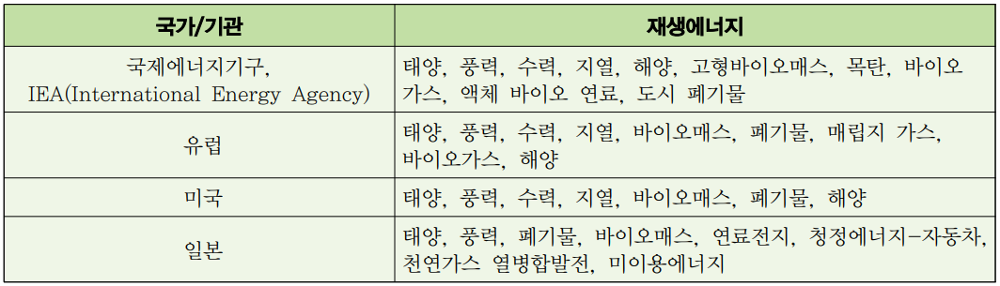 국가/기관 재생에너지
국제에너지기구,
IEA(International Energy Agency)
태양, 풍력, 수력, 지열, 해양, 고형바이오매스, 목탄, 바이오
가스, 액체 바이오 연료, 도시 폐기물
유럽
태양, 풍력, 수력, 지열, 바이오매스, 폐기물, 매립지 가스,
바이오가스, 해양
미국
태양, 풍력, 수력, 지열, 바이오매스, 폐기물, 해양
일본
태양, 풍력, 폐기물, 바이오매스, 연료전지, 청정에너지-자동차,
천연가스 열병합발전, 미이용에너지